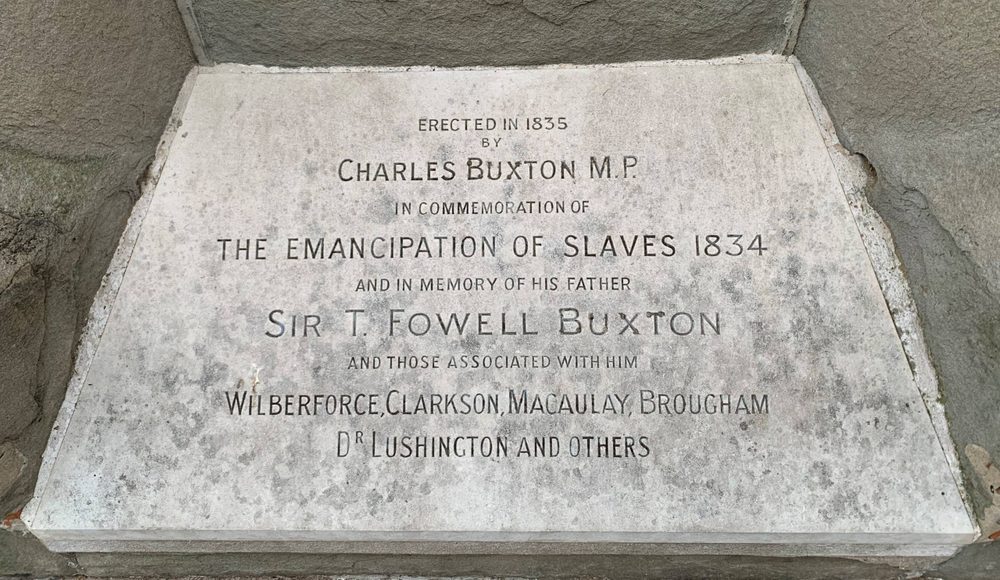 ERECTED IN 1835
BY
CHARLES BUXTON M.P.
IN COMMEMORATION OF
THE EMANCIPATION OF SLAVES 1834
AND IN MEMORY OF HIS FATHER
SIR T. FOWELL BUXTON
AND THOSE ASSOCIATED WITH HIM
WILBERFORCE, CLARKSON, MACAULAY, BROUGHAM
DR LUSHINGTON AND OTHERS